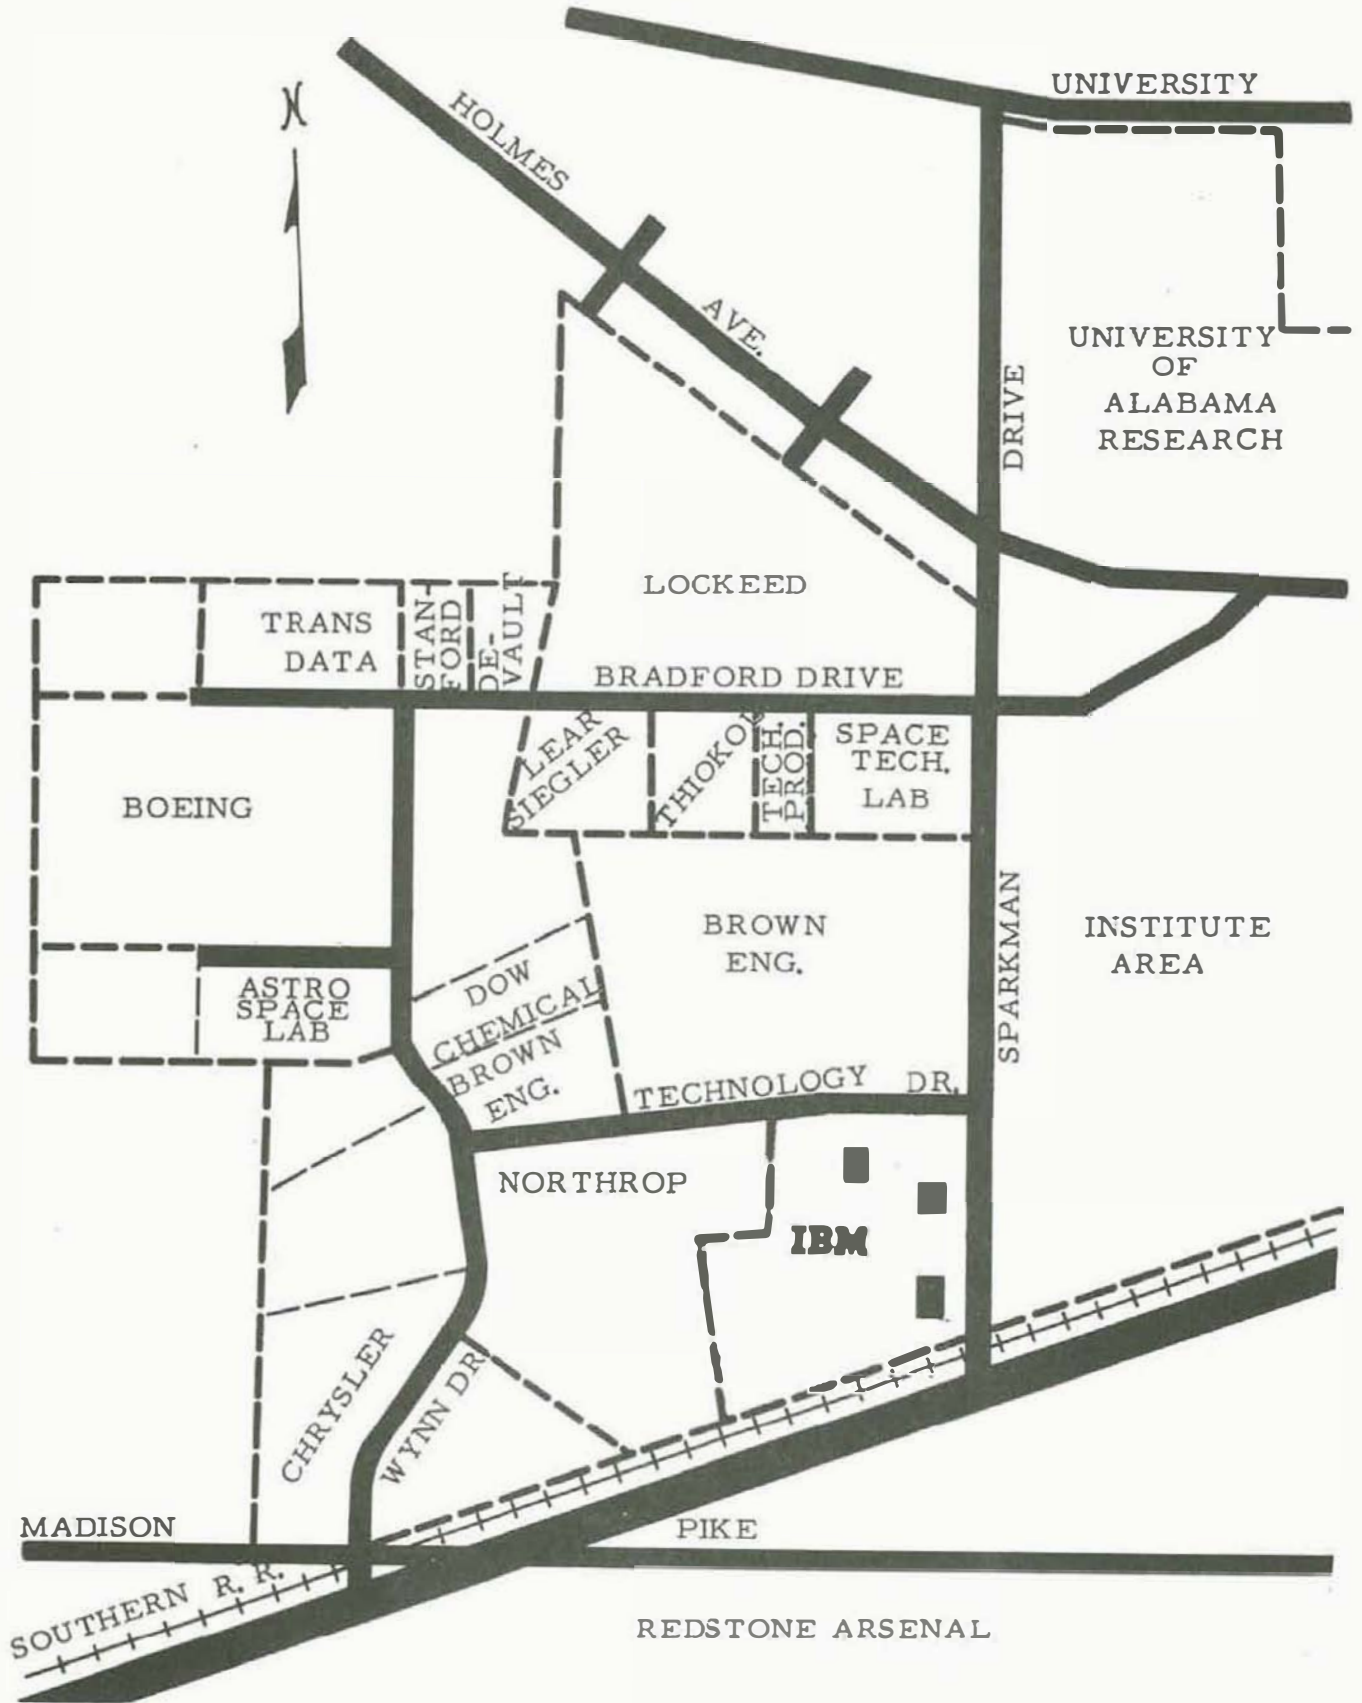 UNIVERSITY
N
HOLMES
AVE.
UNIVERSITY
OF
ALABAMA
RESEARCH
DRIVE
LOCKEED
TRANS
DATA
STAN-
FORD
DE-
VAULT
BRADFORD DRIVE
LEAR
SIEGLER
THIOKOL
TECH.
PROD.
SPACE
TECH.
LAB
BOEING
BROWN
ENG.
SPARKMAN
INSTITUTE
AREA
ASTRO
SPACE
LAB
DOW
CHEMICAL
BROWN
ENG.
TECHNOLOGY DR.
NORTHROP
IBM
CHRYSLER
WYNN DR
MADISON
PIKE
SOUTHERN R. R.
REDSTONE ARSENAL